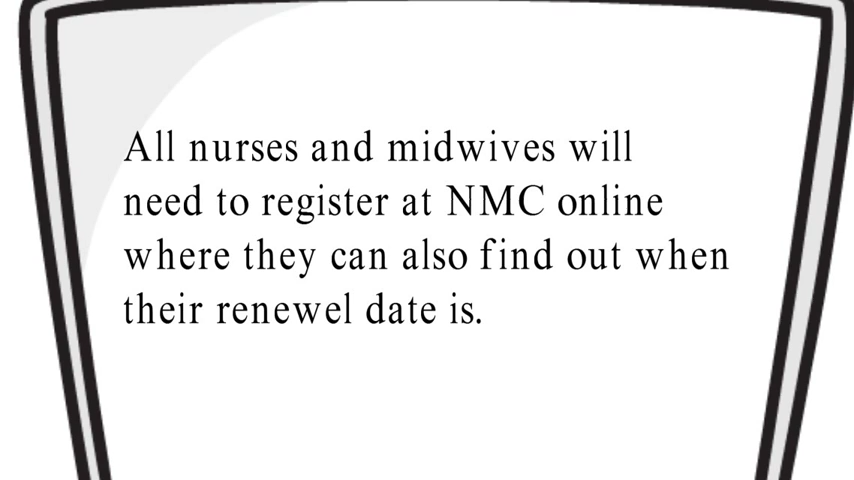 All nurses and midwives will
need to register at NMC online
where they can also find out when
their renewel date is.